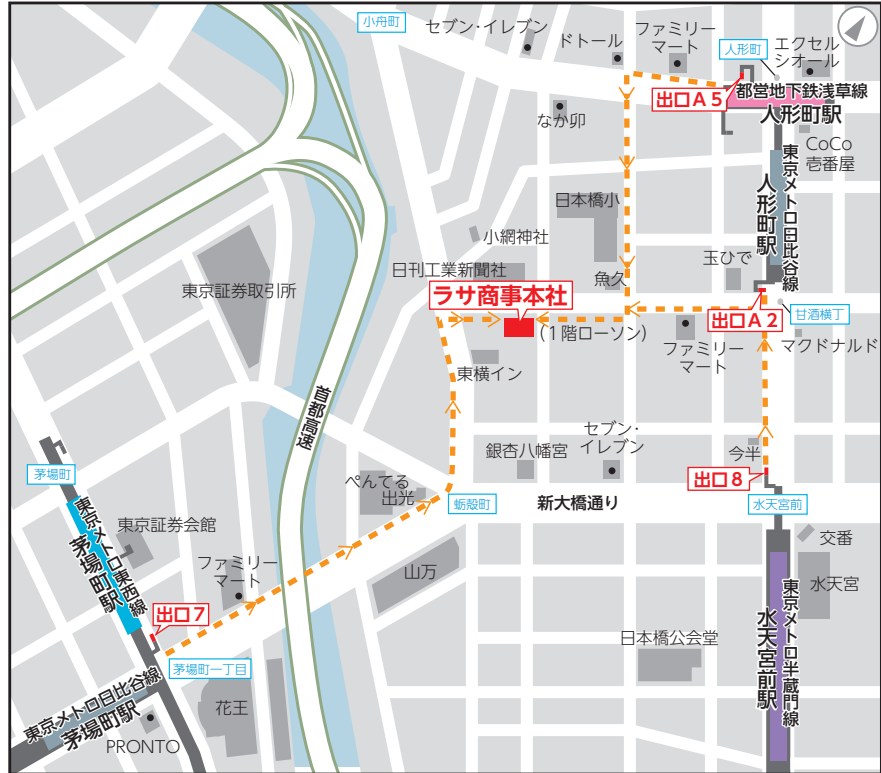 小舟町
セブン・イレブン
ドトール
ファミリー
マート
人形町
エクセル
シオール
出口A5
都営地下鉄浅草線
人形町駅
なか卯
CoCo
壱番屋
東京メトロ日比谷線
人形町駅
日本橋小
小網神社
玉ひで
日刊工業新聞社
魚久
東京証券取引所
ラサ商事本社
(1階ローソン)
出口A2
甘酒横丁
ファミリー
マート
マクドナルド
東横イン
首都高速
セブン・
イレブン
銀杏八幡宮
今半
茅場町
出口8
ぺんてる
出光
蛎殻町
新大橋通り
水天宮前
東京メトロ東西線
茅場町駅
東京証券会館
交番
ファミリー
マート
山万
水天宮
東京メトロ半蔵門線
水天宮前駅
出口7
日本橋公会堂
茅場町一丁目
東京メトロ日比谷線
茅場町駅
花王
PRONTO